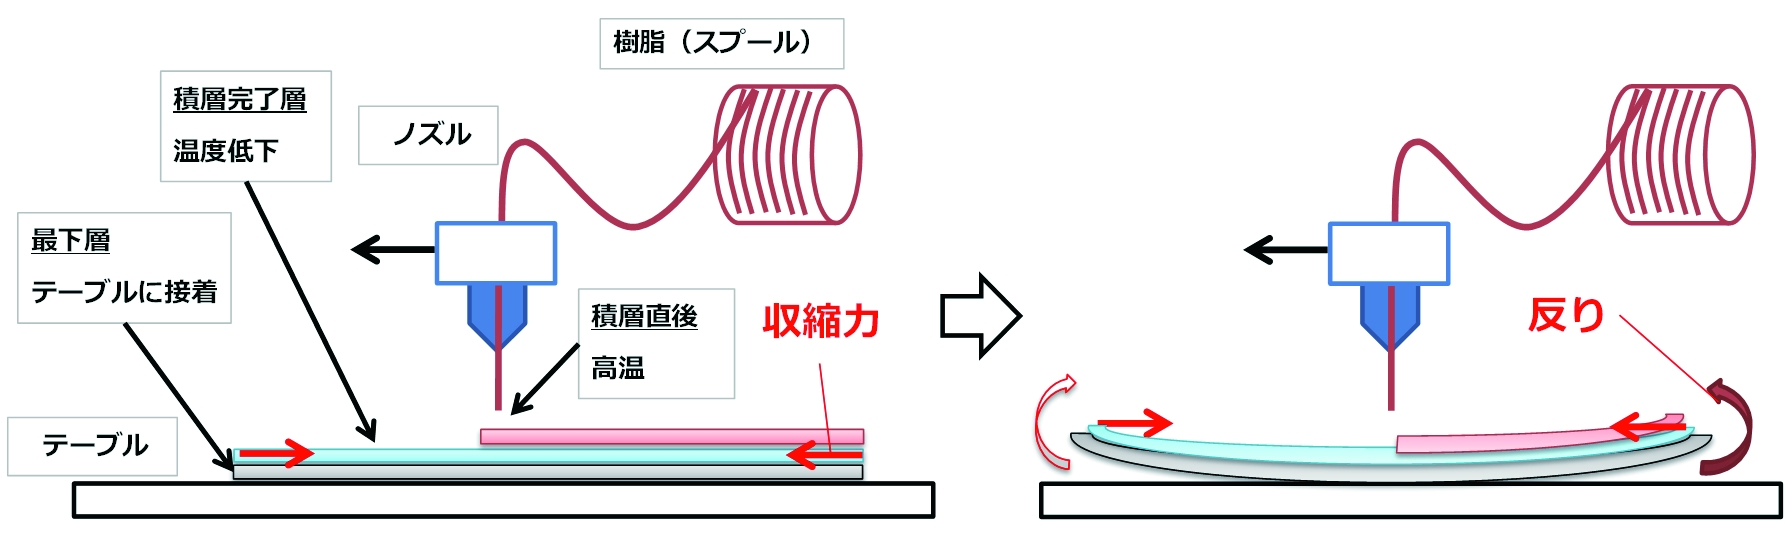 樹脂（スプール）
積層完了層
温度低下
ノズル
最下層
テーブルに接着
積層直後
高温
収縮力
反り
テーブル